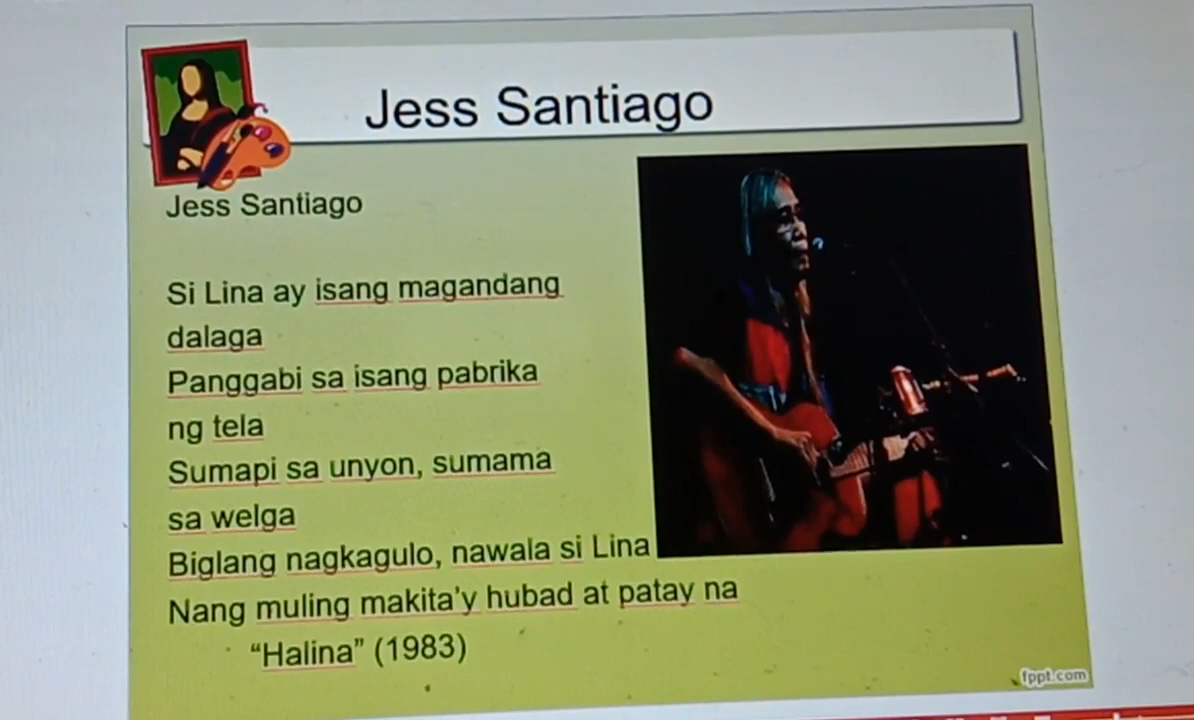 Jess Santiago
Jess Santiago
Si Lina ay isang magandang
dalaga
Panggabi sa isang pabrika
ng tela
Sumapi sa unyon, sumama
sa welga
Biglang nagkagulo, nawala si Lina
Nang muling makita'y hubad at patay na
“Halina” (1983)
fppt.com